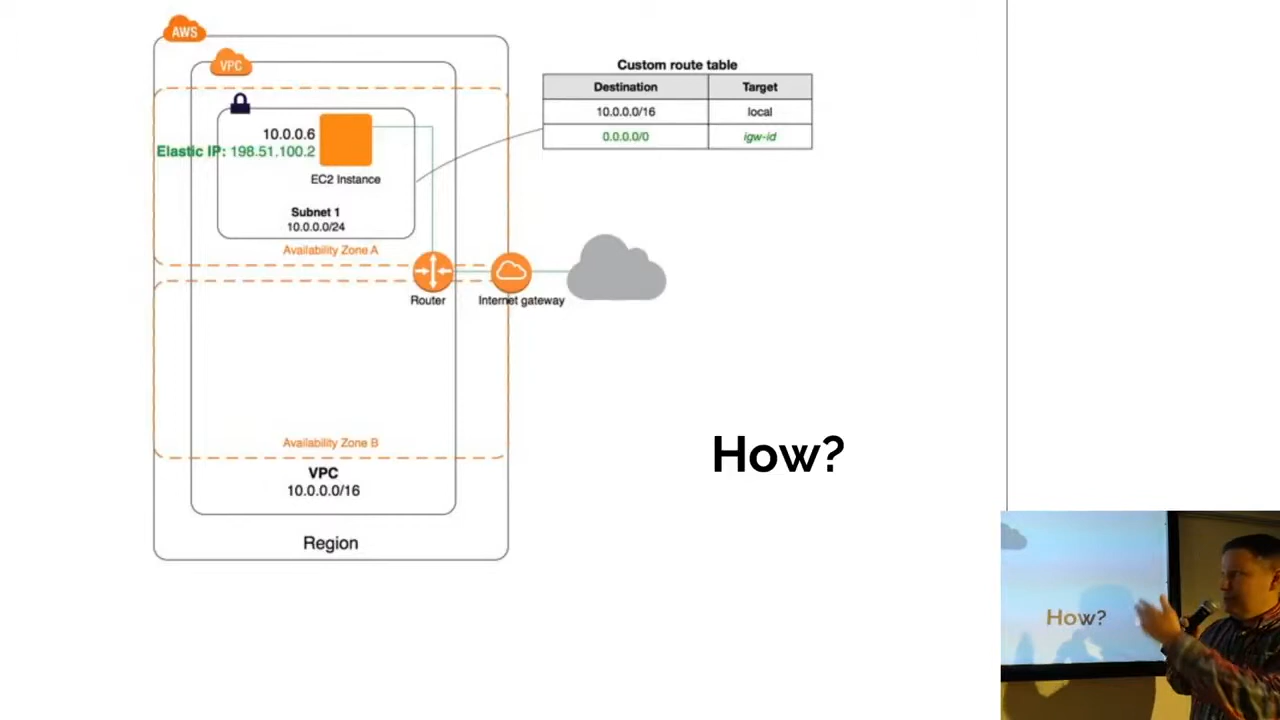 AWS
VPC
Custom route table
Destination Target
10.0.0.0/16 local
0.0.0.0/0 igw-id
10.0.0.6
Elastic IP: 198.51.100.2
EC2 Instance
Subnet 1
10.0.0.0/24
Availability Zone A
Router
Internet gateway
Availability Zone B
VPC
10.0.0.0/16
Region
How?
How?